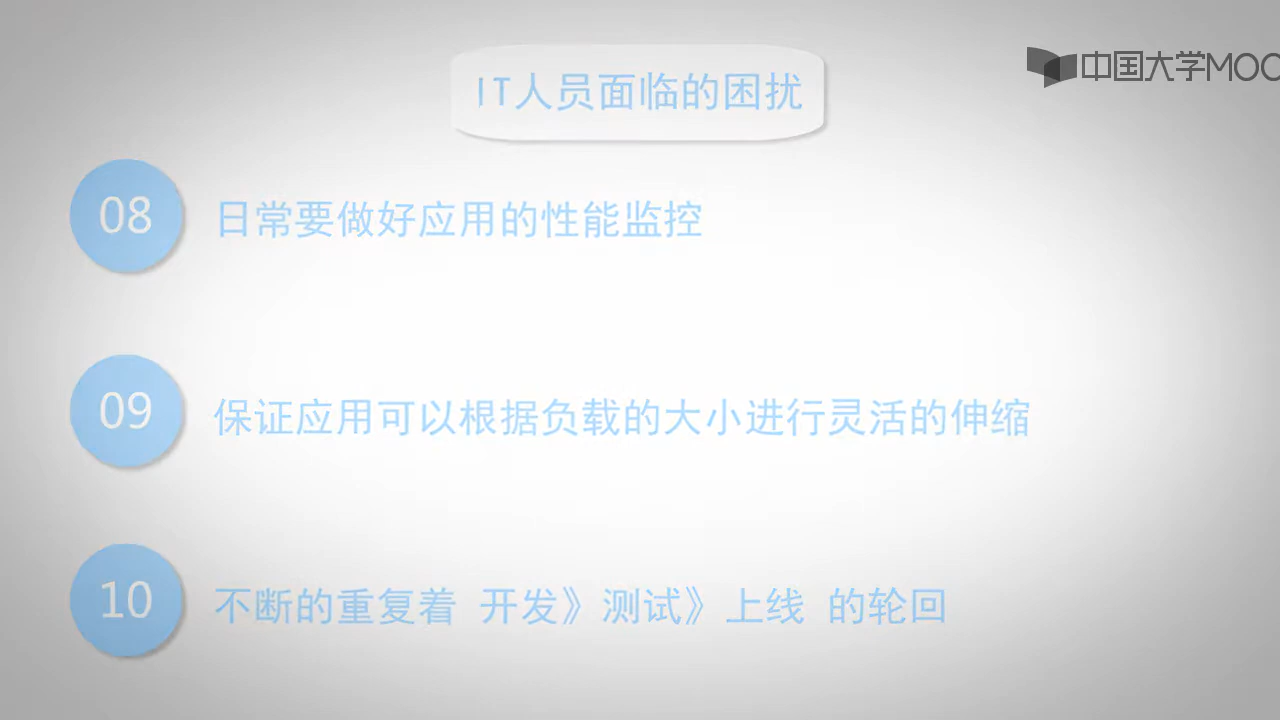 IT人员面临的困扰
中国大学MOOC
08 日常要做好应用的性能监控
09 保证应用可以根据负载的大小进行灵活的伸缩
10 不断的重复着 开发》测试》上线 的轮回